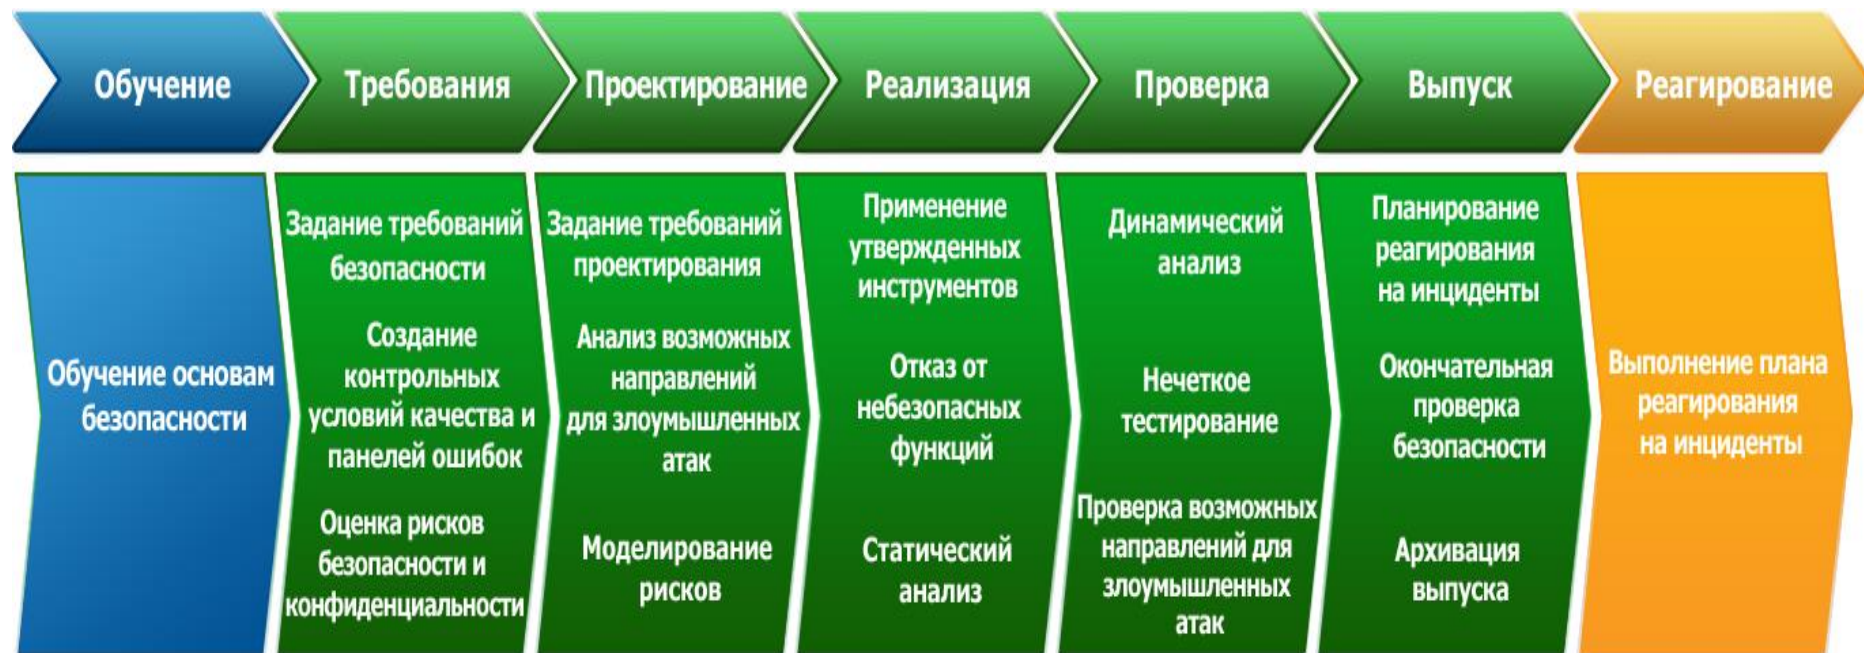 Обучение
Требования
Проектирование
Реализация
Проверка
Выпуск
Реагирование
Обучение основам
безопасности
Задание требований
безопасности
Создание
контрольных
условий качества и
панелей ошибок
Оценка рисков
безопасности и
конфиденциальности
Задание требований
проектирования
Анализ возможных
направлений
для злоумышленных
атак
Моделирование
рисков
Применение
утвержденных
инструментов
Отказ от
небезопасных
функций
Статический
анализ
Динамический
анализ
Нечеткое
тестирование
Проверка возможных
направлений для
злоумышленных
атак
Планирование
реагирования
на инциденты
Окончательная
проверка
безопасности
Архивация
выпуска
Выполнение плана
реагирования
на инциденты